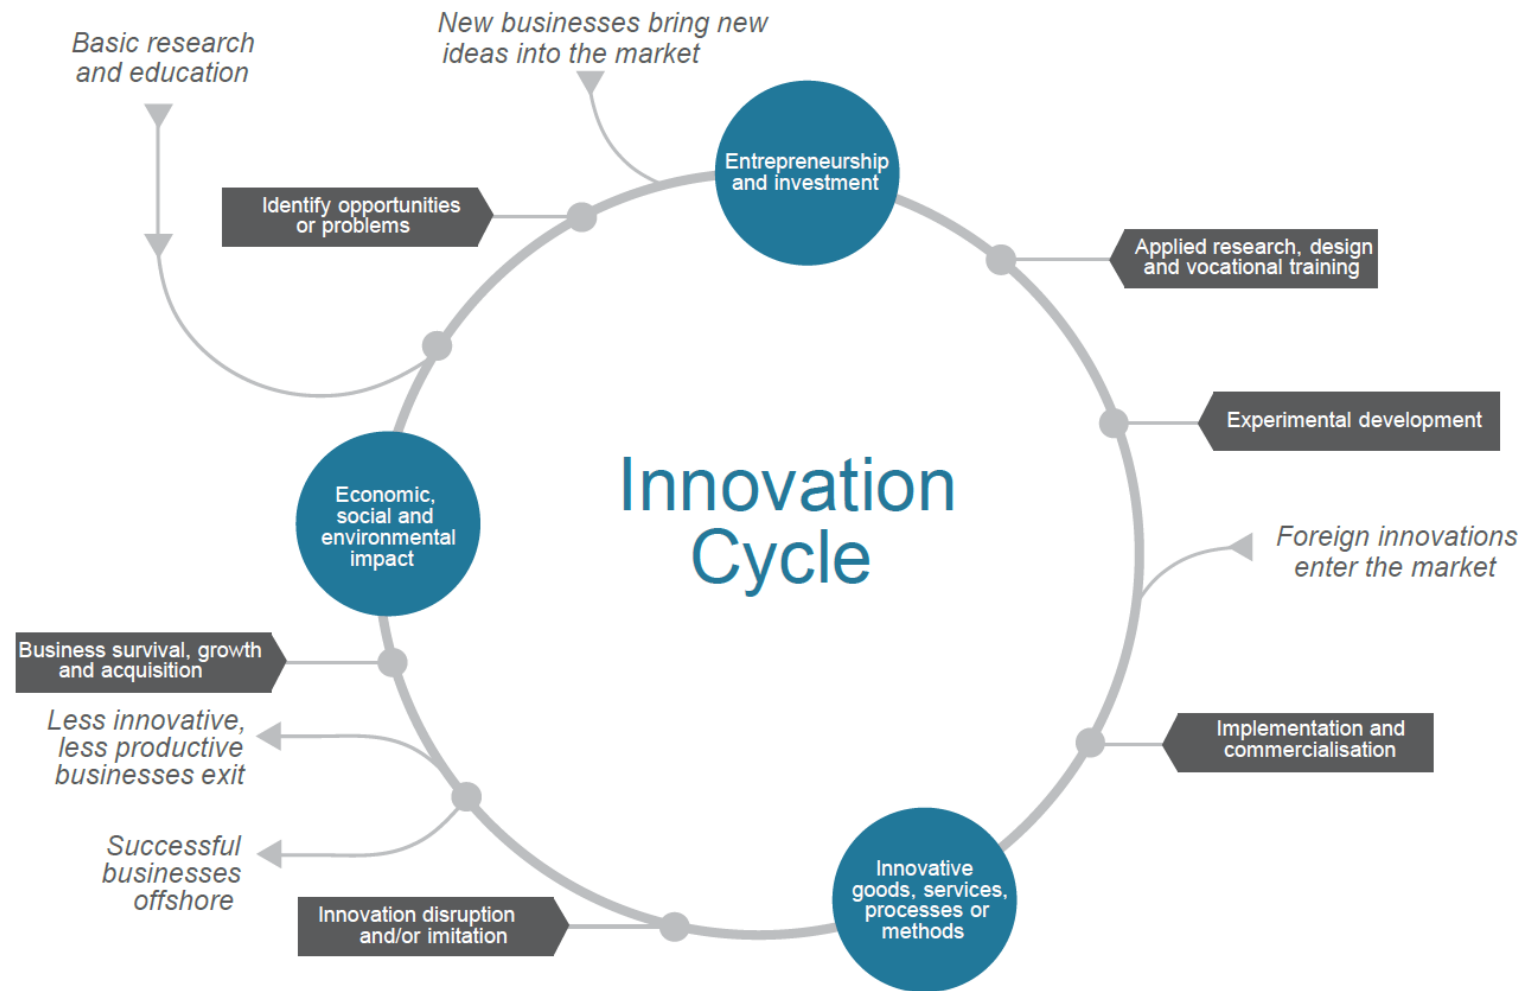 New businesses bring new
ideas into the market
Basic research
and education
Entrepreneurship
and investment
Identify opportunities
or problems
Applied research, design
and vocational training
Experimental development
Innovation
Cycle
Economic,
social and
environmental
impact
Foreign innovations
enter the market
Business survival, growth
and acquisition
Less innovative,
less productive
businesses exit
Implementation and
commercialisation
Successful
businesses
offshore
Innovative
goods, services,
processes or
methods
Innovation disruption
and/or imitation